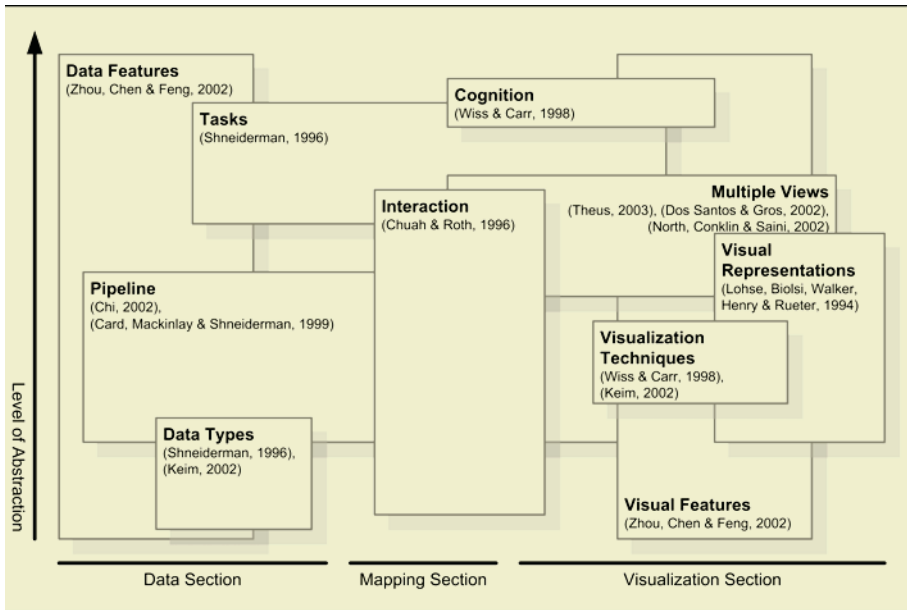 Data Features
(Zhou, Chen & Feng, 2002)
Tasks
(Shneiderman, 1996)
Cognition
(Wiss & Carr, 1998)
Interaction
(Chuah & Roth, 1996)
Multiple Views
(Theus, 2003), (Dos Santos & Gros, 2002),
(North, Conklin & Saini, 2002)
Visual
Representations
(Lohse, Biolsi, Walker,
Henry & Rueter, 1994)
Pipeline
(Chi, 2002),
(Card, Mackinlay & Shneiderman, 1999)
Visualization
Techniques
(Wiss & Carr, 1998),
(Keim, 2002)
Data Types
(Shneiderman, 1996),
(Keim, 2002)
Visual Features
(Zhou, Chen & Feng, 2002)
Level of Abstraction
Data Section
Mapping Section
Visualization Section